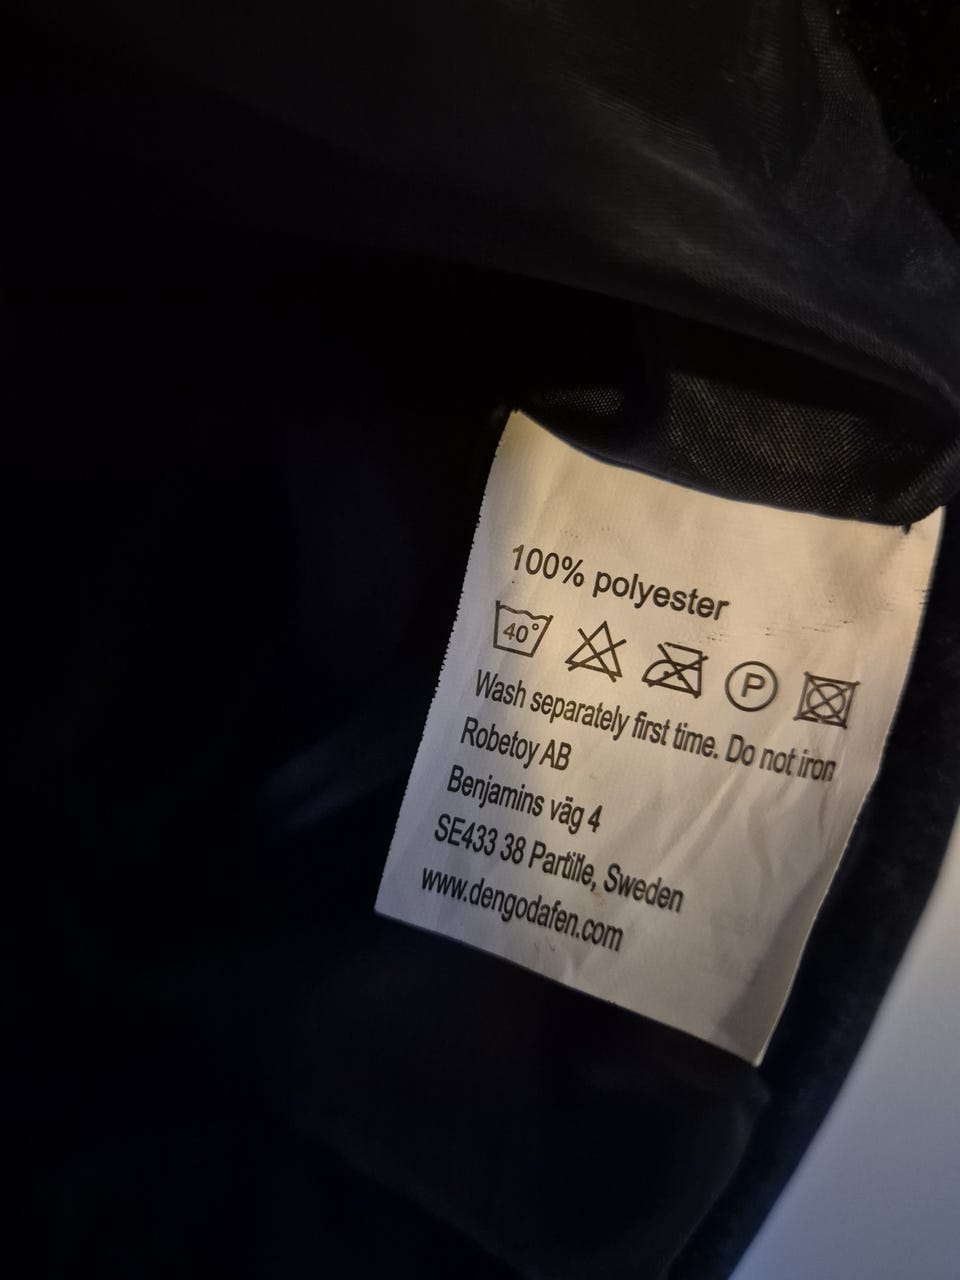 100% polyester
40° P
Wash separately first time. Do not iron
Robetoy AB
Benjamins väg 4
SE433 38 Partille, Sweden
www.dengodafen.com